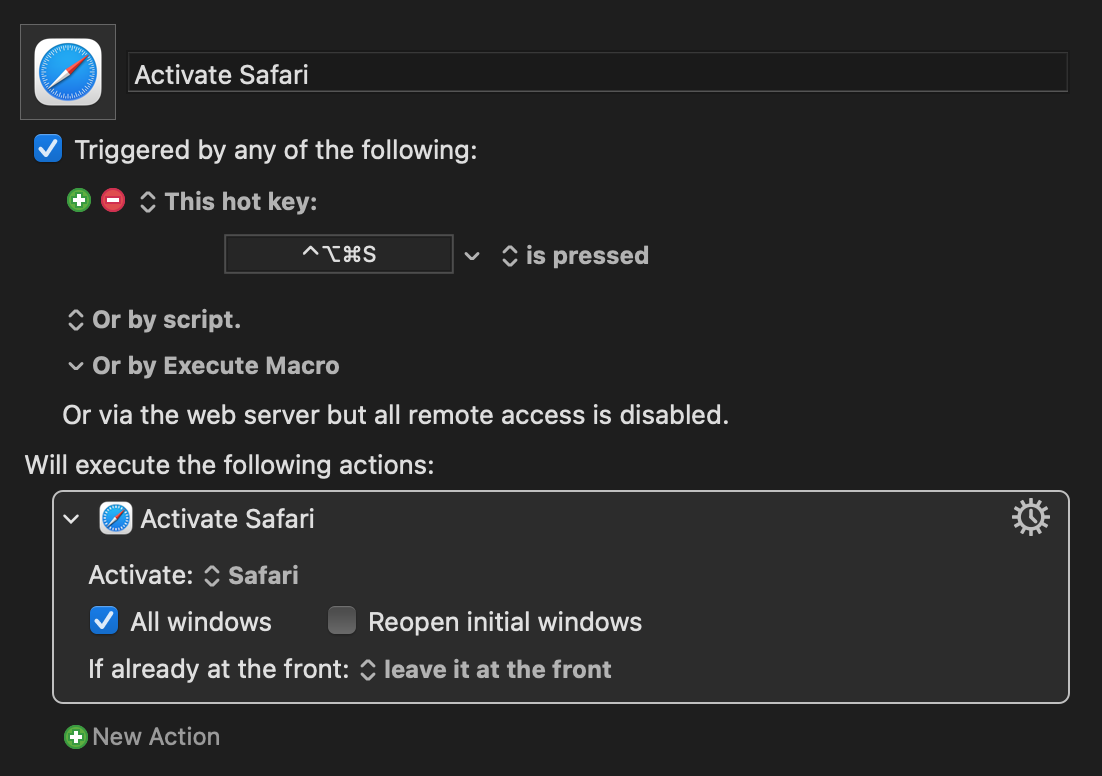 Activate Safari
Triggered by any of the following:
This hot key:
^⌥⌘S is pressed
Or by script.
Or by Execute Macro
Or via the web server but all remote access is disabled.
Will execute the following actions:
Activate Safari
Activate: Safari
All windows Reopen initial windows
If already at the front: leave it at the front
New Action